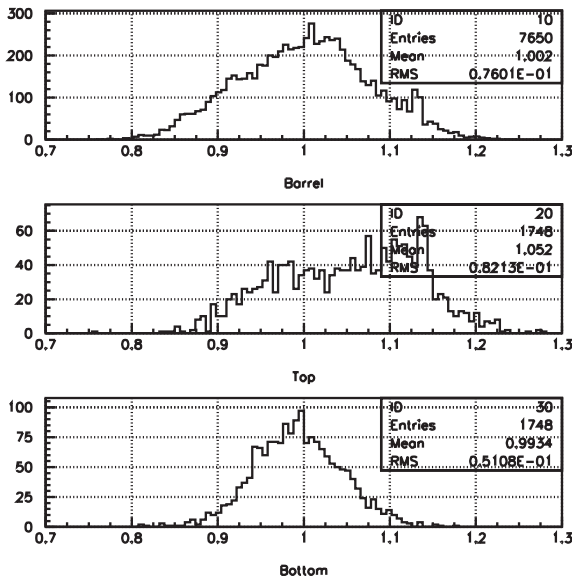 300
200
100
0
ID 10
Entries 7650
Mean 1.002
RMS 0.7601E-01
0.7 0.8 0.9 1 1.1 1.2 1.3
Barrel
60
40
20
0
ID 20
Entries 1748
Mean 1.052
RMS 0.8213E-01
0.7 0.8 0.9 1 1.1 1.2 1.3
Top
100
75
50
25
0
ID 30
Entries 1748
Mean 0.9934
RMS 0.5108E-01
0.7 0.8 0.9 1 1.1 1.2 1.3
Bottom